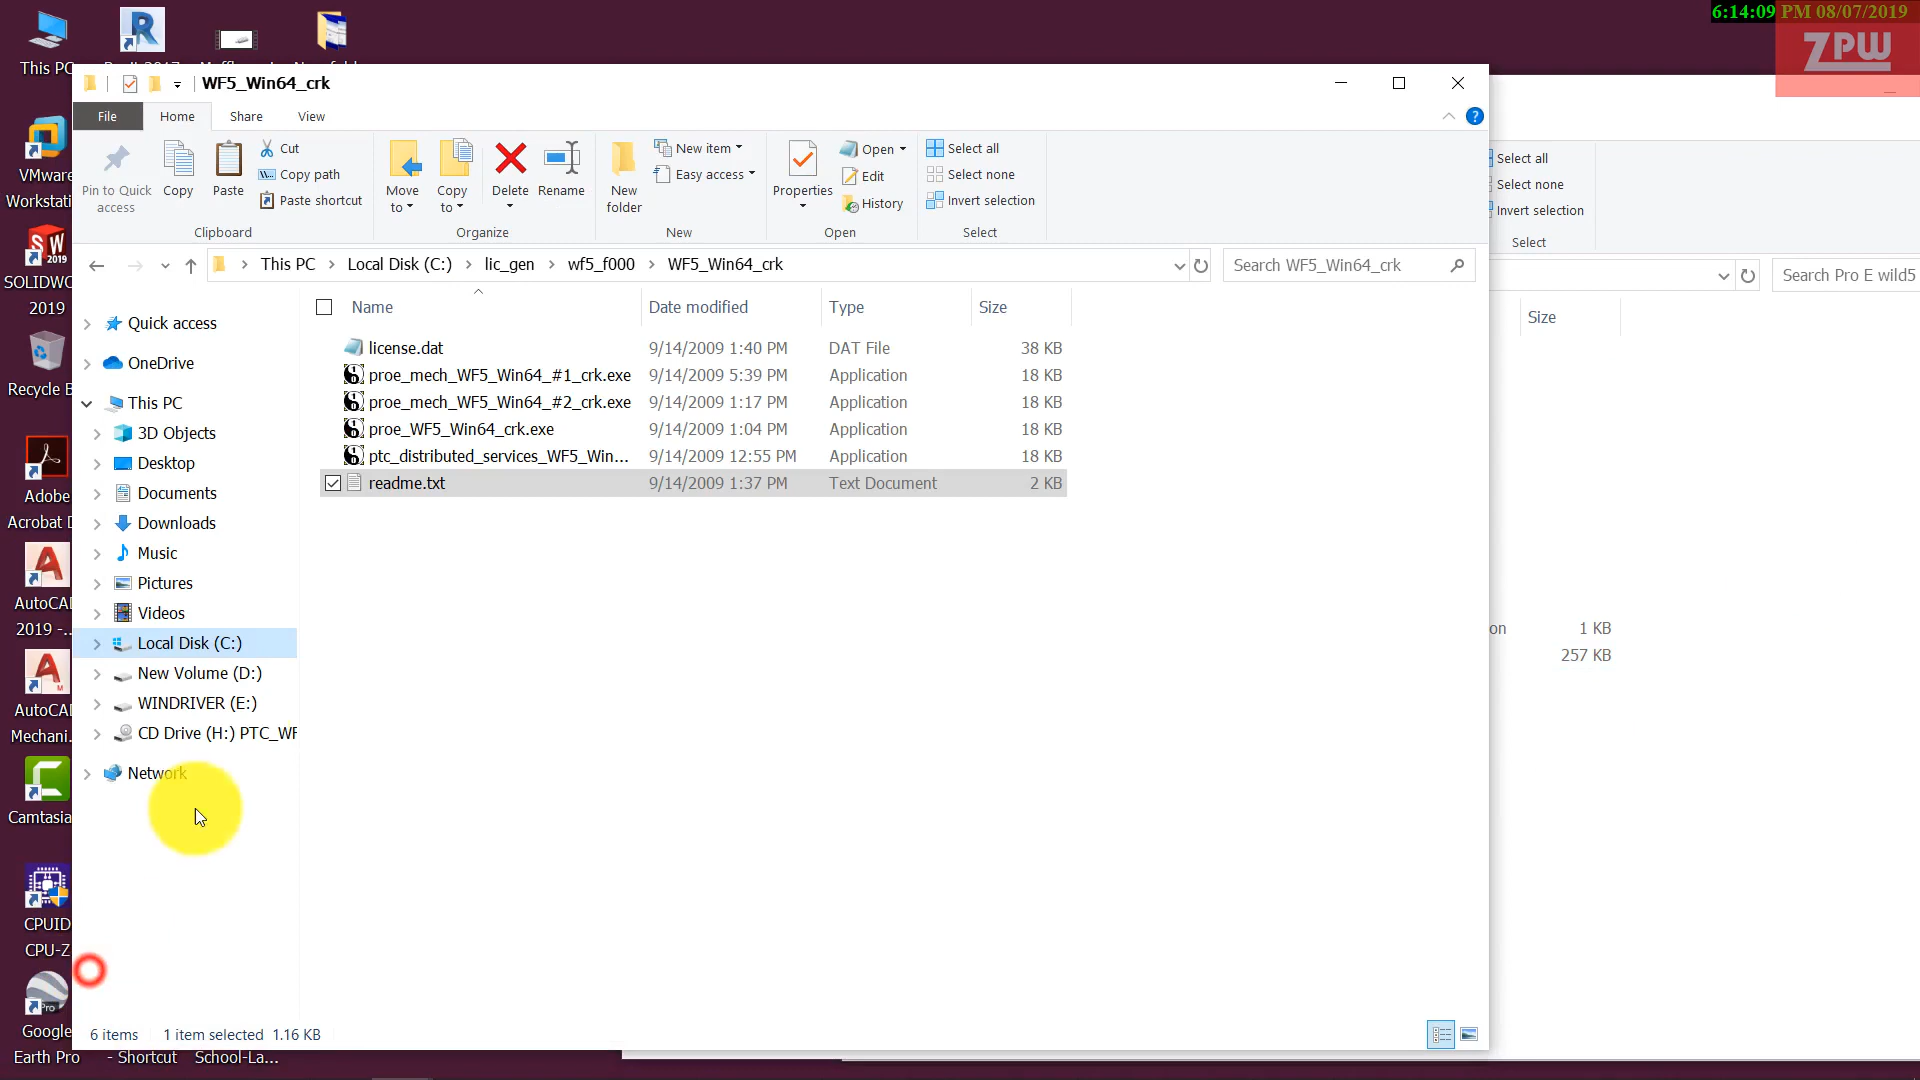 6:14:09 PM 08/07/2019
ZPW
This PC
WF5_Win64_crk
File
Home
Share
View
Pin to Quick access
Copy
Paste
Cut
Copy path
Paste shortcut
Clipboard
Move to
Copy to
Delete
Rename
Organize
New folder
New item
Easy access
New
Properties
Open
Edit
History
Open
Select all
Select none
Invert selection
Select
Select all
Select none
Invert selection
Select
This PC > Local Disk (C:) > lic_gen > wf5_f000 > WF5_Win64_crk
Search WF5_Win64_crk
Search Pro E wild5
Name Date modified Type Size
Size
license.dat 9/14/2009 1:40 PM DAT File 38 KB
proe_mech_WF5_Win64_#1_crk.exe 9/14/2009 5:39 PM Application 18 KB
proe_mech_WF5_Win64_#2_crk.exe 9/14/2009 1:17 PM Application 18 KB
proe_WF5_Win64_crk.exe 9/14/2009 1:04 PM Application 18 KB
ptc_distributed_services_WF5_Win... 9/14/2009 12:55 PM Application 18 KB
readme.txt 9/14/2009 1:37 PM Text Document 2 KB
on 1 KB
257 KB
Quick access
OneDrive
This PC
3D Objects
Desktop
Documents
Downloads
Music
Pictures
Videos
Local Disk (C:)
New Volume (D:)
WINDRIVER (E:)
CD Drive (H:) PTC_WF
Network
6 items 1 item selected 1.16 KB
VMware
Workstati
SW
2019
SOLIDWO
2019
Recycle B
Adobe
Acrobat D
AutoCAD
2019 -...
AutoCAD
Mechani...
Camtasia
CPUID
CPU-Z
Pro
Google
Earth Pro
- Shortcut
School-La...